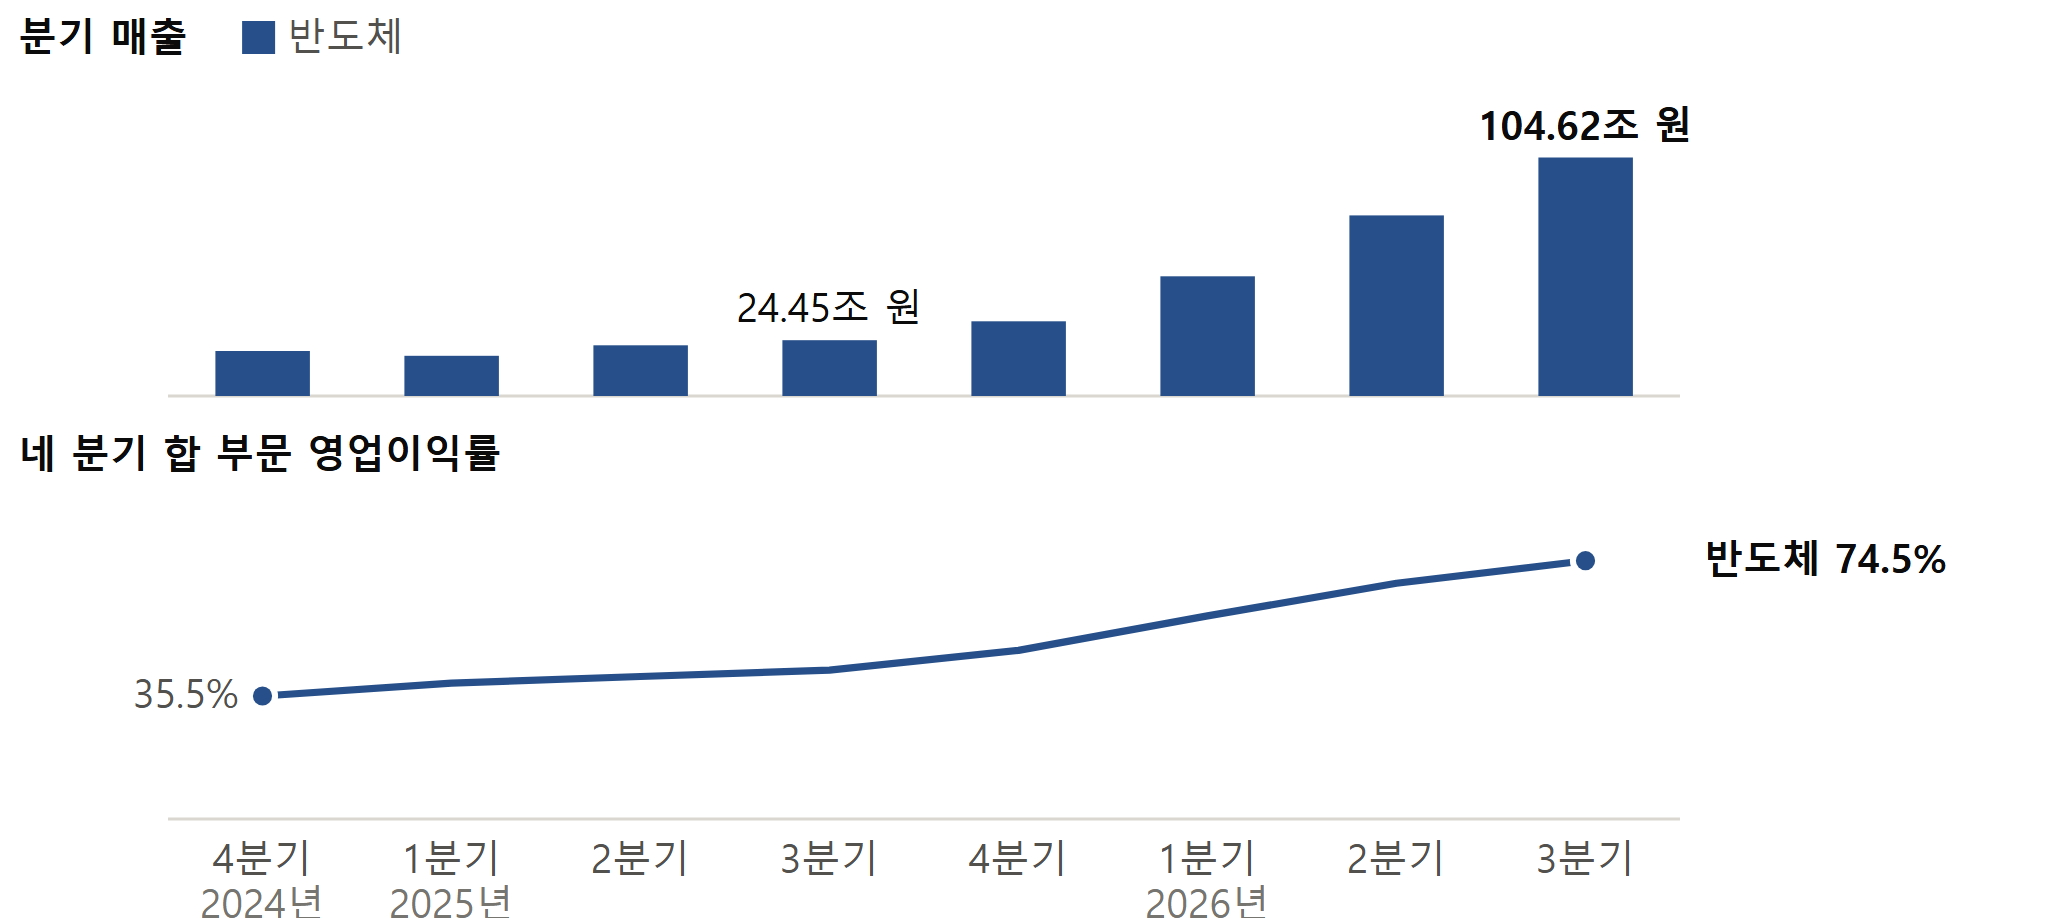 분기 매출 반도체
104.62조 원
24.45조 원
네 분기 합 부문 영업이익률
반도체 74.5%
35.5%
4분기 1분기 2분기 3분기 4분기 1분기 2분기 3분기
2024년 2025년 2026년